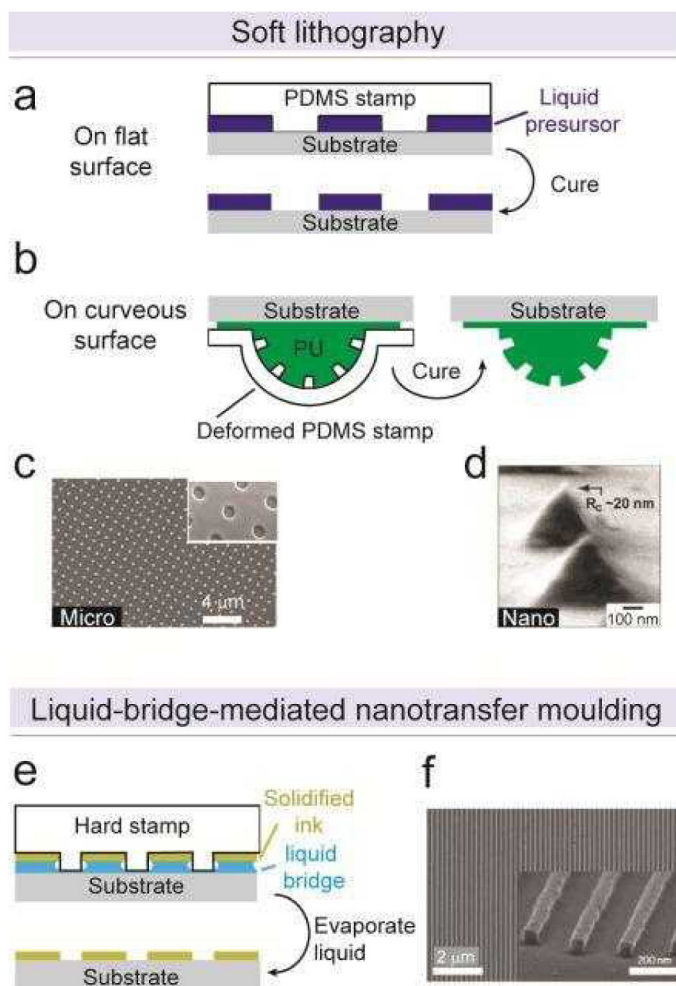 Soft lithography
a
On flat
surface
PDMS stamp
Liquid
presursor
Substrate
Cure
Substrate
b
On curveous
surface
Substrate
PU
Deformed PDMS stamp
Cure
Substrate
c
Micro
4 µm
d
Rc ~20 nm
Nano
100 nm
Liquid-bridge-mediated nanotransfer moulding
e
Hard stamp
Solidified
ink
liquid
bridge
Substrate
Evaporate
liquid
Substrate
f
2 µm
200 nm